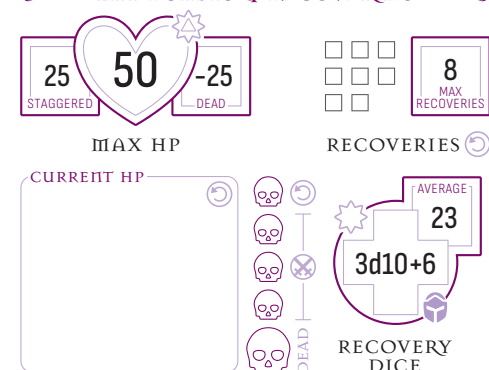 25
STAGGERED
50
-25
DEAD
MAX HP
8
MAX
RECOVERIES
RECOVERIES
CURRENT HP
DEAD
AVERAGE
23
3d10+6
RECOVERY
DICE